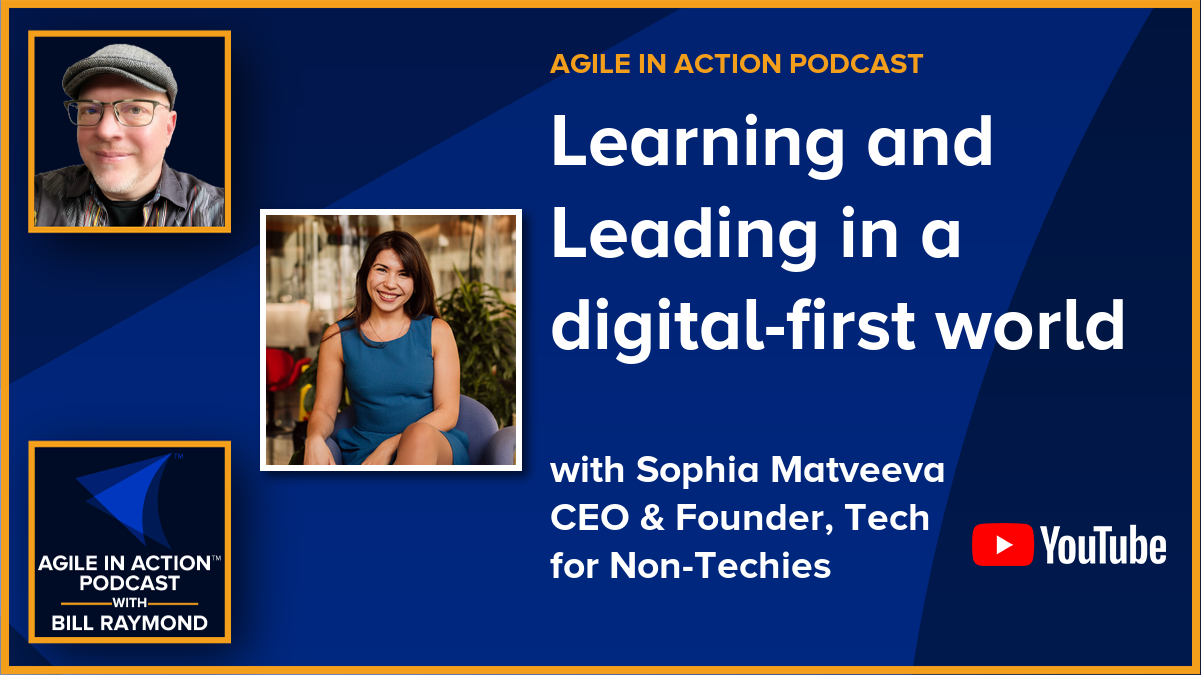 AGILE IN ACTION PODCAST
Learning and
Leading in a
digital-first world
with Sophia Matveeva
CEO & Founder, Tech
for Non-Techies
YouTube
TM
AGILE IN ACTION™
PODCAST
WITH
BILL RAYMOND